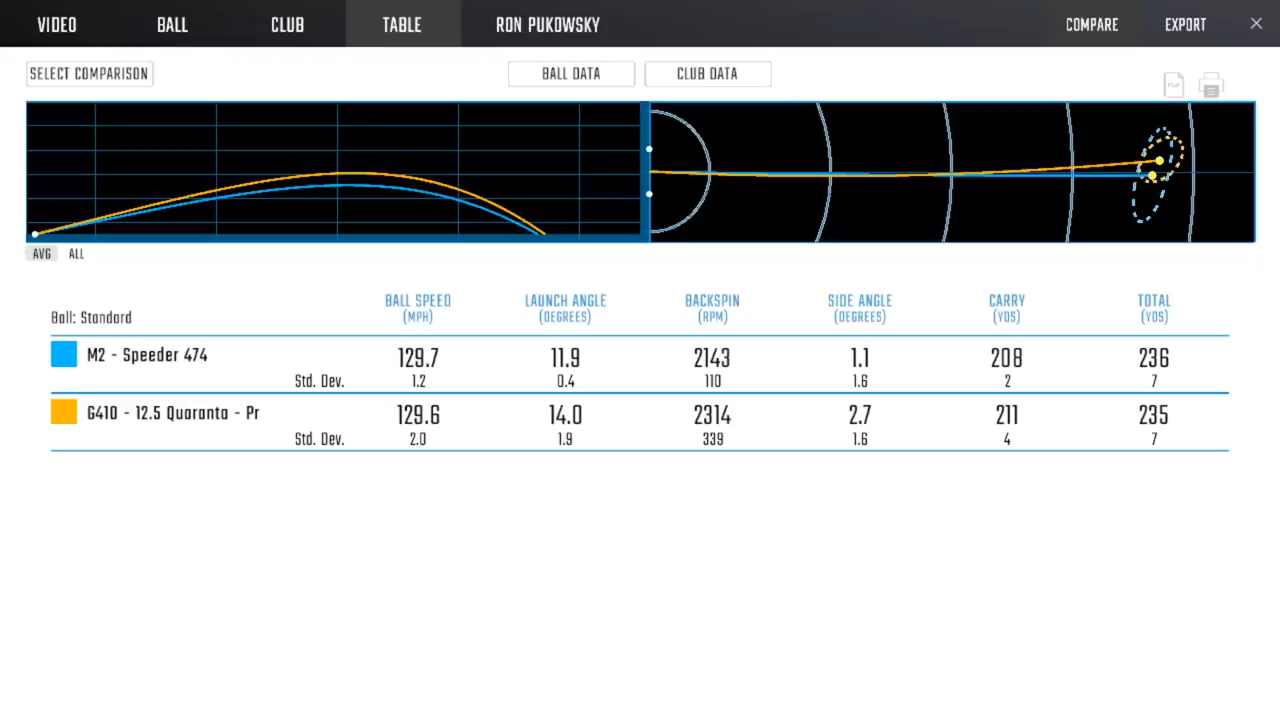 VIDEO BALL CLUB TABLE RON PUKOWSKY COMPARE EXPORT ×
SELECT COMPARISON BALL DATA CLUB DATA
PDF
AVG ALL
Ball: Standard BALL SPEED (MPH) LAUNCH ANGLE (DEGREES) BACKSPIN (RPM) SIDE ANGLE (DEGREES) CARRY (YDS) TOTAL (YDS)
M2 - Speeder 474 129.7 11.9 2143 1.1 208 236
Std. Dev. 1.2 0.4 110 1.6 2 7
G410 - 12.5 Quaranta - Pr 129.6 14.0 2314 2.7 211 235
Std. Dev. 2.0 1.9 339 1.6 4 7